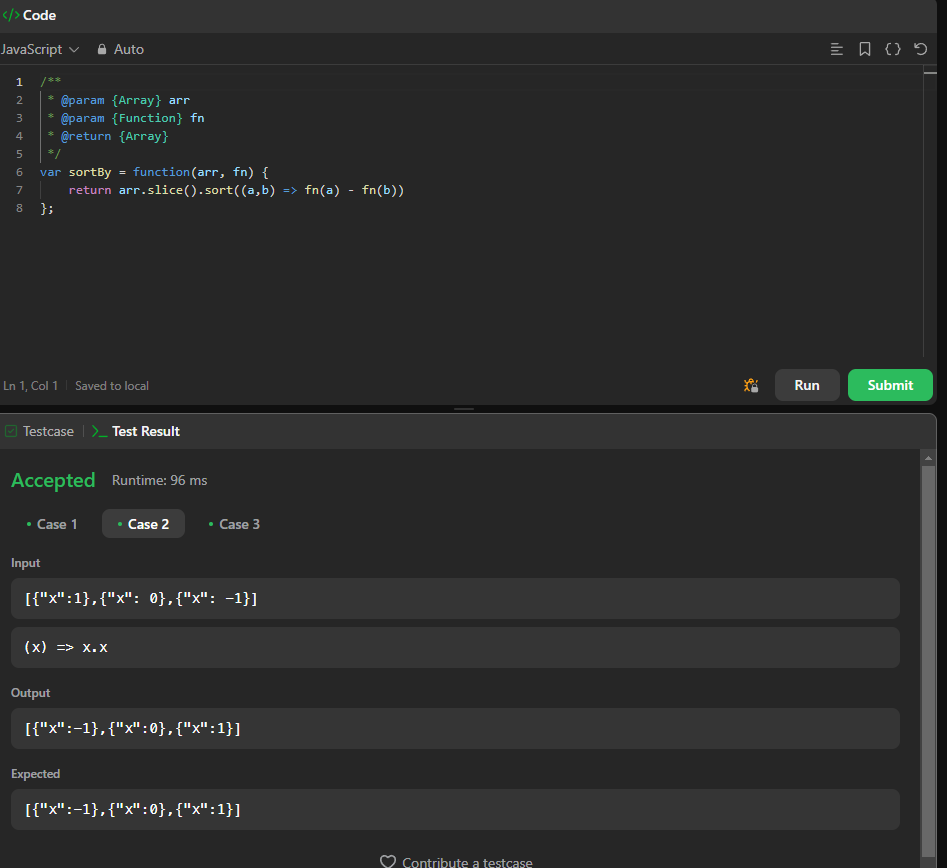 </> Code
JavaScript Auto
1 /**
2  * @param {Array} arr
3  * @param {Function} fn
4  * @return {Array}
5  */
6 var sortBy = function(arr, fn) {
7     return arr.slice().sort((a,b) => fn(a) - fn(b))
8 };
Ln 1, Col 1 Saved to local
Run Submit
Testcase >_ Test Result
Accepted Runtime: 96 ms
• Case 1 • Case 2 • Case 3
Input
[{"x":1},{"x": 0},{"x": -1}]
(x) => x.x
Output
[{"x":-1},{"x":0},{"x":1}]
Expected
[{"x":-1},{"x":0},{"x":1}]
Contribute a testcase